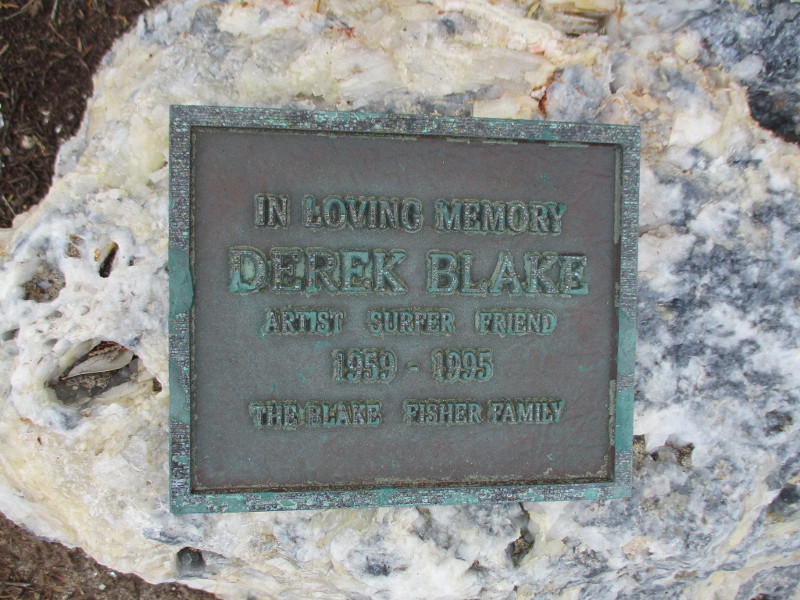 IN LOVING MEMORY
DEREK BLAKE
ARTIST SURFER FRIEND
1959 - 1995
THE BLAKE FISHER FAMILY